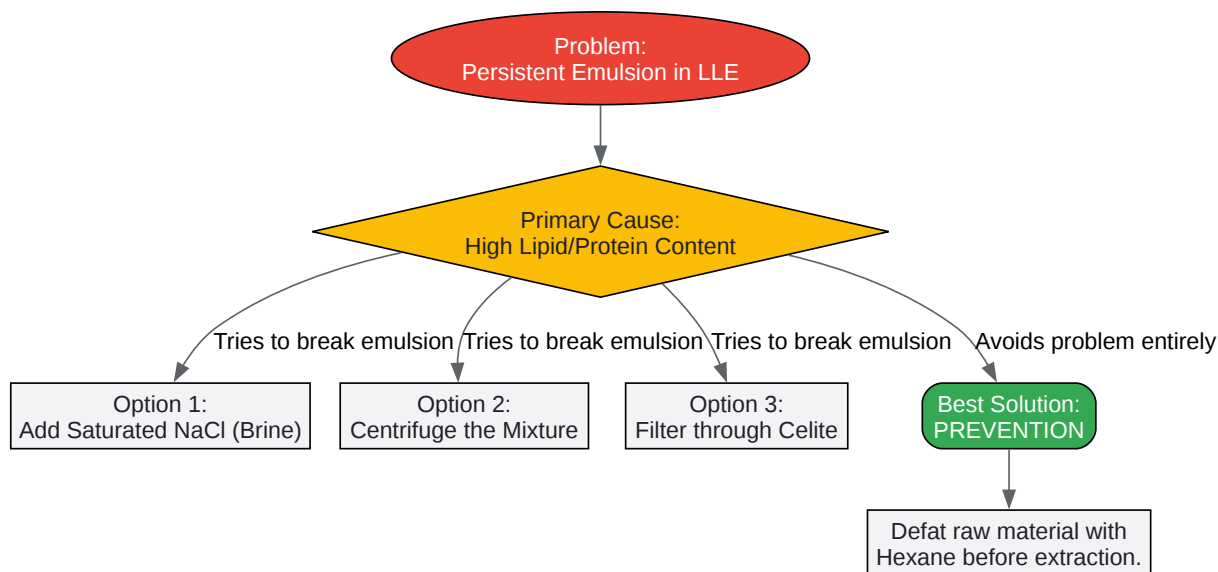 Problem:
Persistent Emulsion in LLE
Primary Cause:
High Lipid/Protein Content
Tries to break emulsion
Tries to break emulsion
Tries to break emulsion
Avoids problem entirely
Option 1:
Add Saturated NaCl (Brine)
Option 2:
Centrifuge the Mixture
Option 3:
Filter through Celite
Best Solution:
PREVENTION
Defat raw material with
Hexane before extraction.